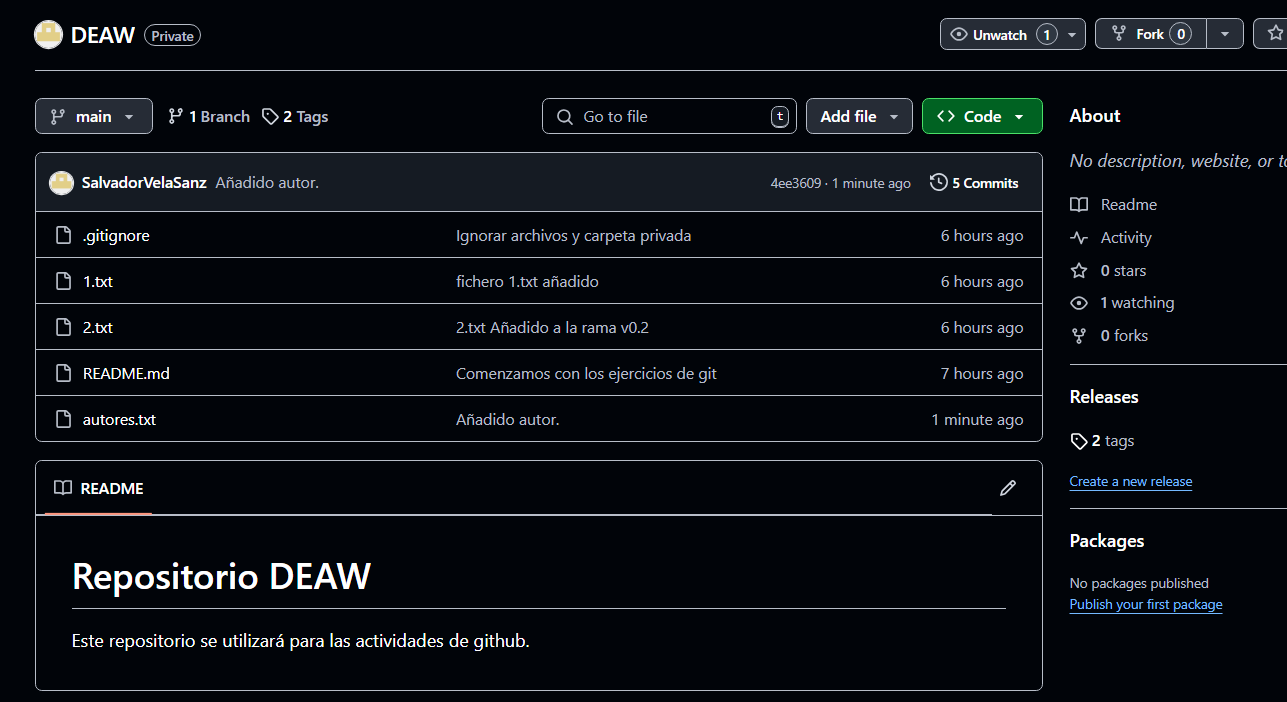 DEAW Private Unwatch 1 Fork 0
main 1 Branch 2 Tags Go to file t Add file Code
SalvadorVelaSanz Añadido autor. 4ee3609 · 1 minute ago 5 Commits
.gitignore Ignorar archivos y carpeta privada 6 hours ago
1.txt fichero 1.txt añadido 6 hours ago
2.txt 2.txt Añadido a la rama v0.2 6 hours ago
README.md Comenzamos con los ejercicios de git 7 hours ago
autores.txt Añadido autor. 1 minute ago
README
Repositorio DEAW
Este repositorio se utilizará para las actividades de github.
About
No description, website, or
Readme
Activity
0 stars
1 watching
0 forks
Releases
2 tags
Create a new release
Packages
No packages published
Publish your first package